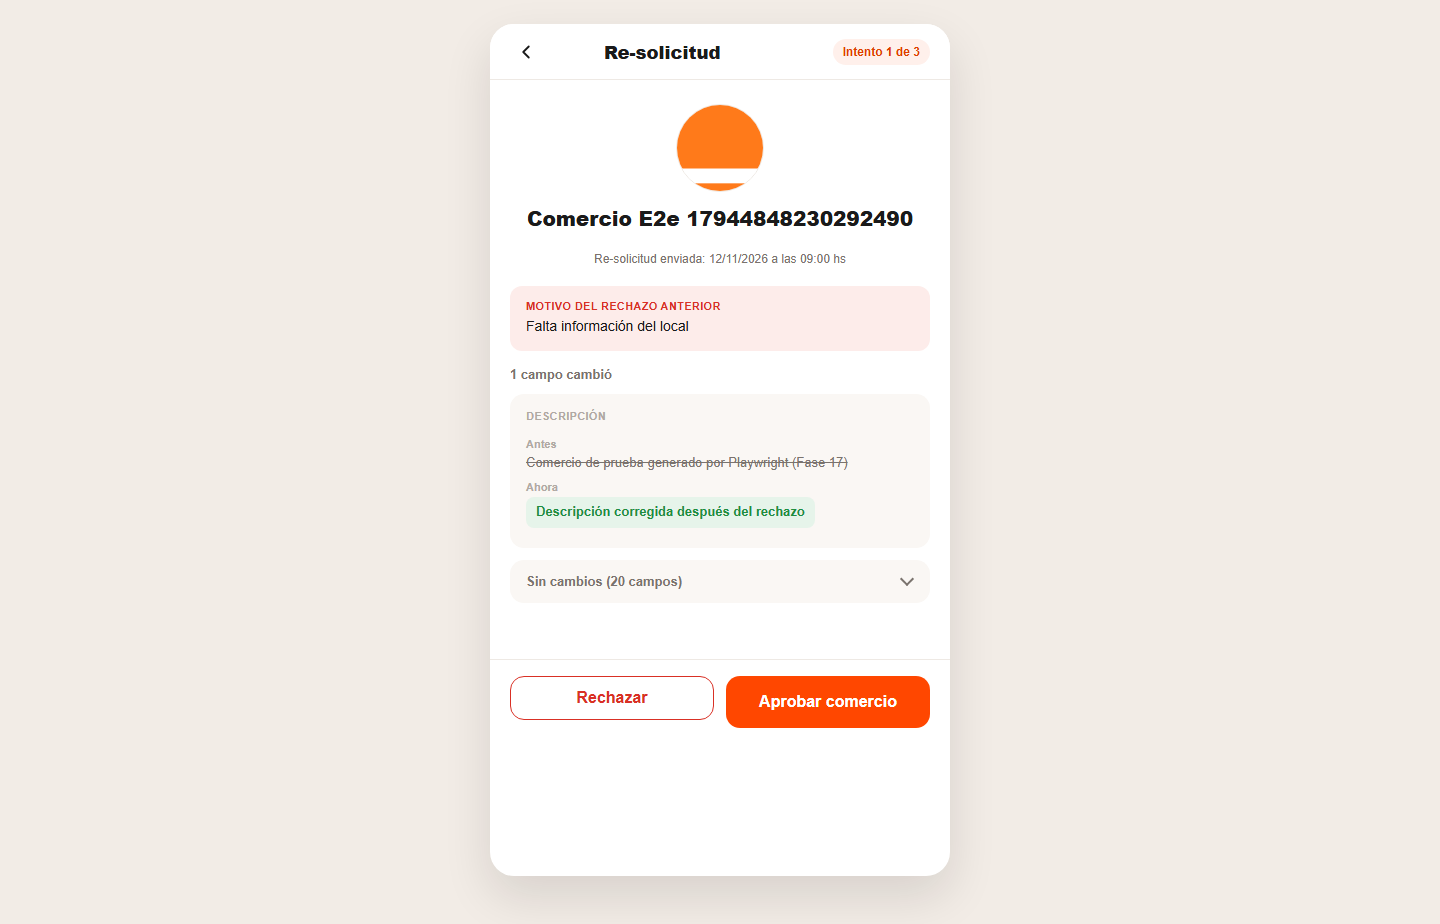 Re-solicitud
Intento 1 de 3
Comercio E2e 17944848230292490
Re-solicitud enviada: 12/11/2026 a las 09:00 hs
MOTIVO DEL RECHAZO ANTERIOR
Falta información del local
1 campo cambió
DESCRIPCIÓN
Antes
Comercio de prueba generado por Playwright (Fase 17)
Ahora
Descripción corregida después del rechazo
Sin cambios (20 campos)
Rechazar
Aprobar comercio